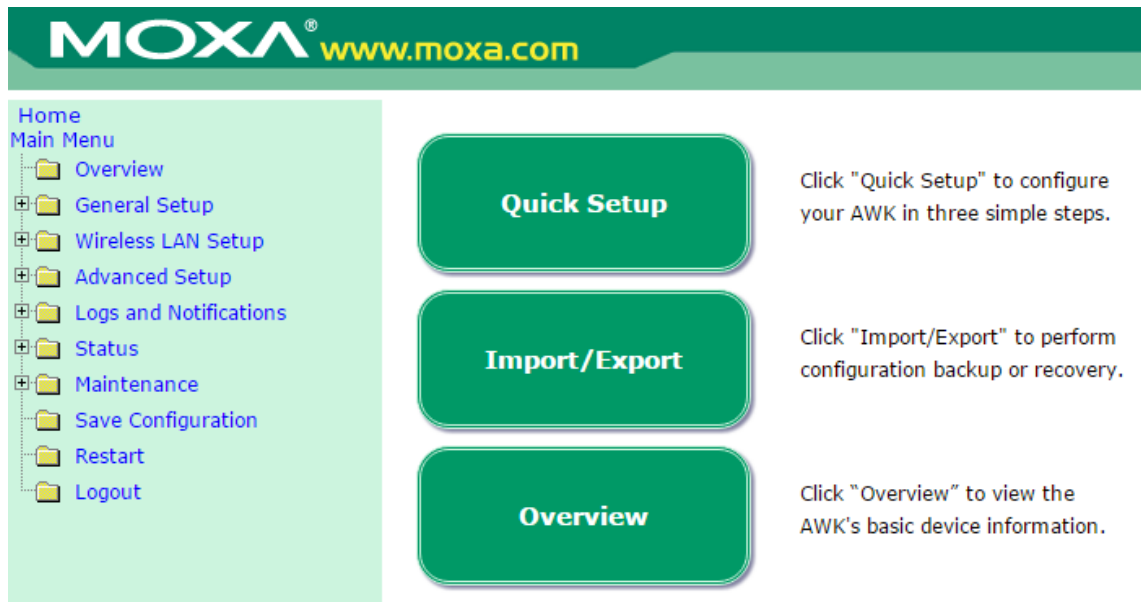 MOXA® www.moxa.com
Home
Main Menu
Overview
General Setup
Wireless LAN Setup
Advanced Setup
Logs and Notifications
Status
Maintenance
Save Configuration
Restart
Logout
Quick Setup
Click "Quick Setup" to configure
your AWK in three simple steps.
Import/Export
Click "Import/Export" to perform
configuration backup or recovery.
Overview
Click “Overview” to view the
AWK's basic device information.